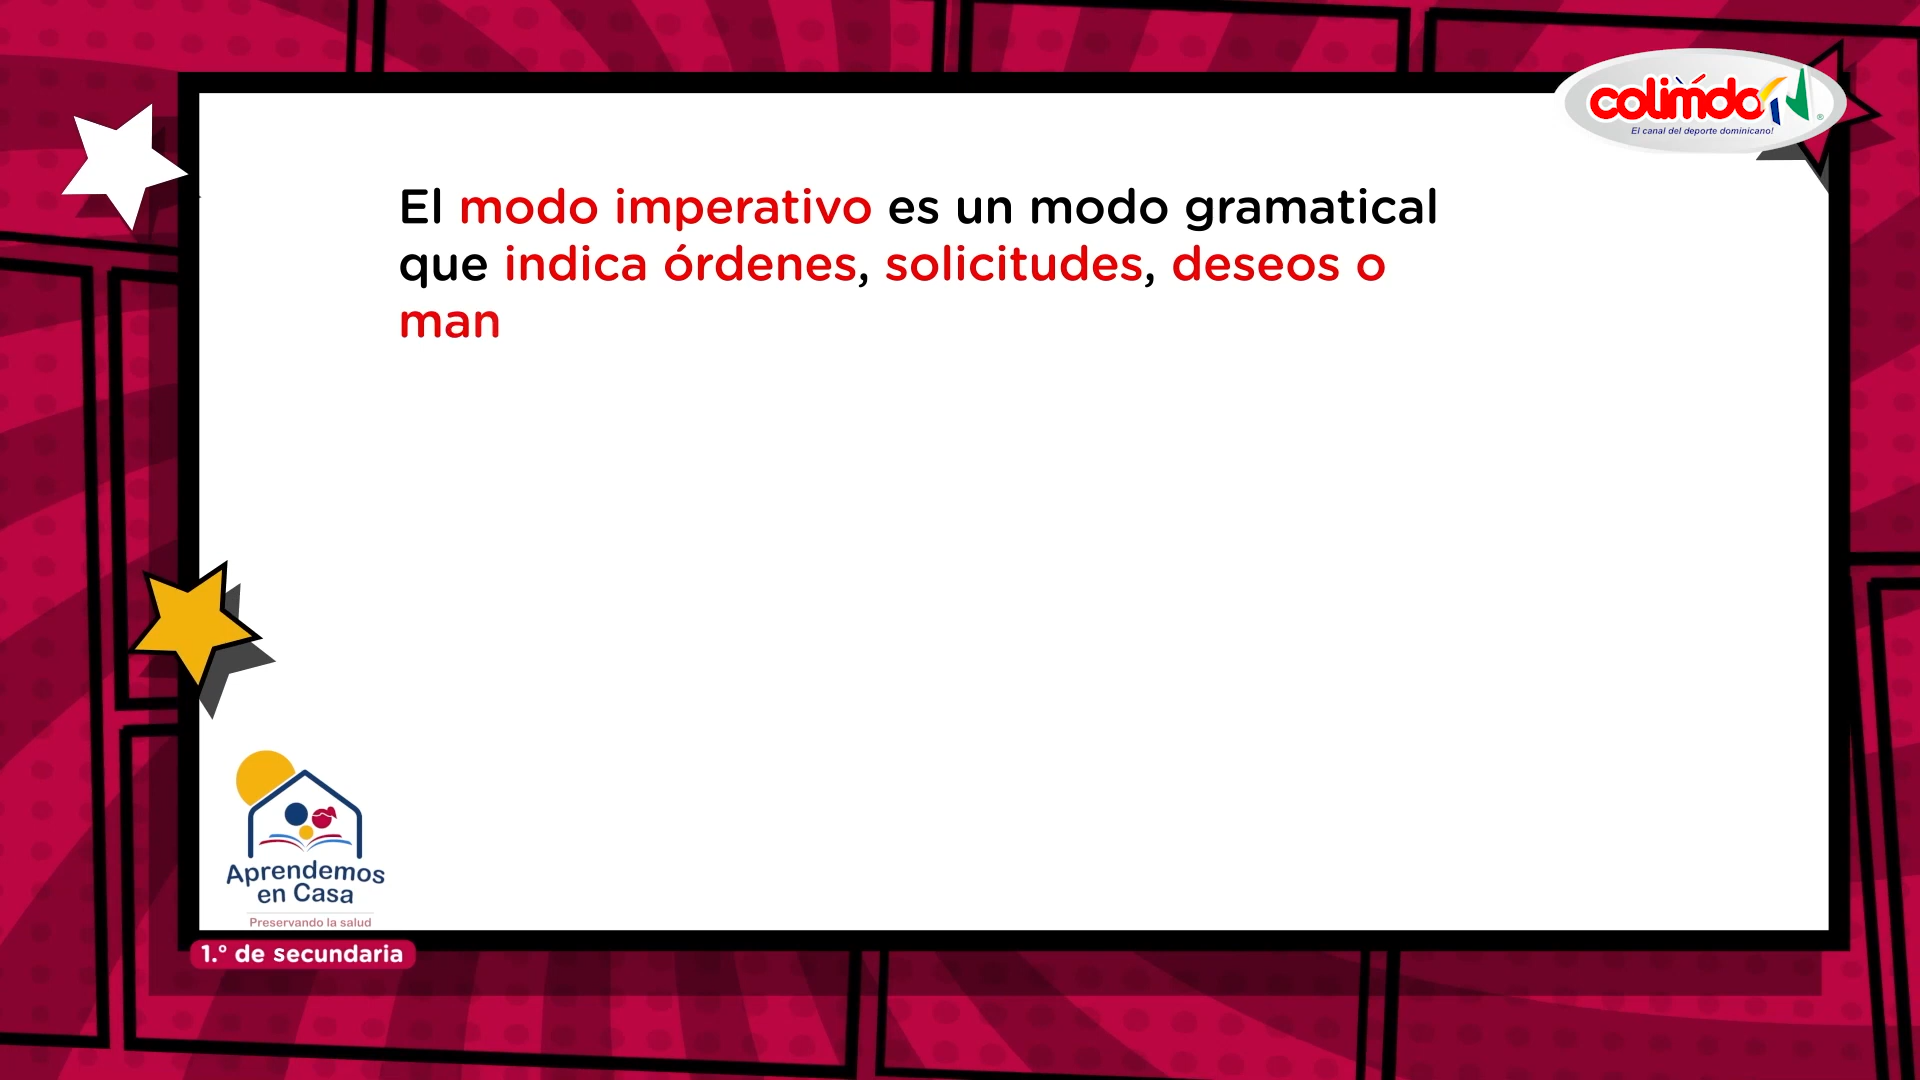 colimdo
El canal del deporte dominicano!
El modo imperativo es un modo gramatical
que indica órdenes, solicitudes, deseos o
man
Aprendemos
en Casa
Preservando la salud
1.° de secundaria